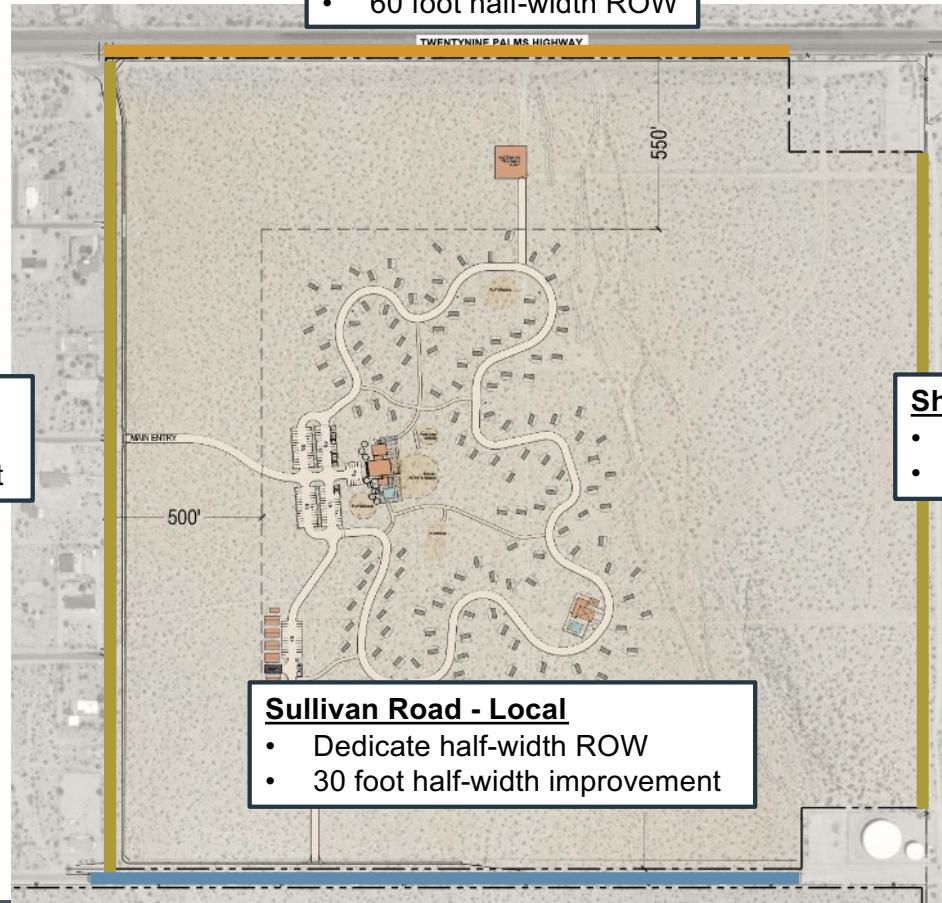 • 60 foot half-width ROW
TWENTYNINE PALMS HIGHWAY
550'
MAIN ENTRY
500'
t
Sh
•
•
Sullivan Road - Local
• Dedicate half-width ROW
• 30 foot half-width improvement